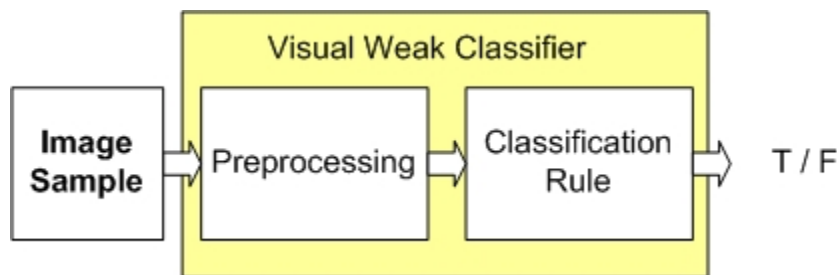 Visual Weak Classifier
Image
Sample
Preprocessing
Classification
Rule
T / F